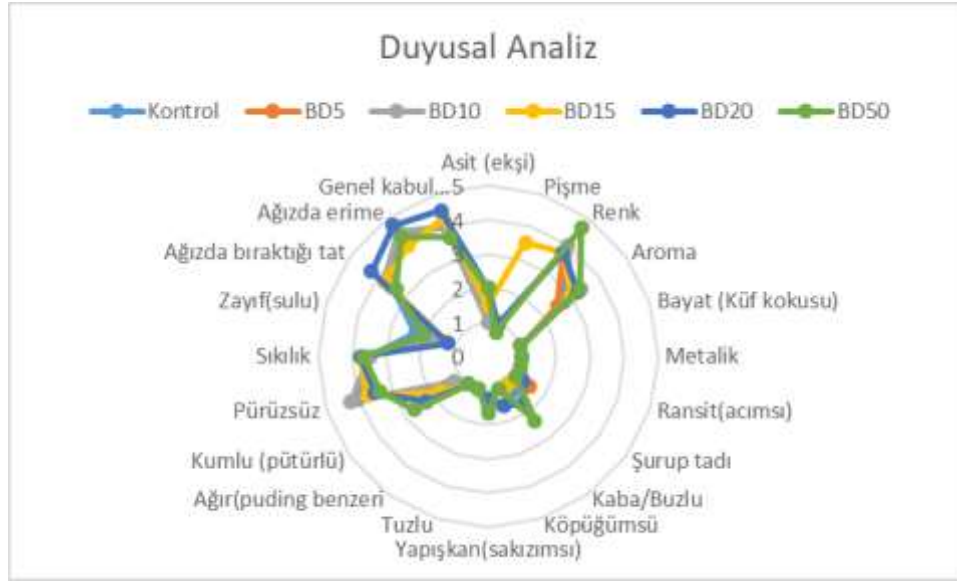 Duyusal Analiz
Kontrol BD5 BD10 BD15 BD20 BD50
Asit (ekşi)
Pişme
Renk
Aroma
Bayat (Küf kokusu)
Metalik
Ransit(acımsı)
Şurup tadı
Kaba/Buzlu
Köpüğümsü
Yapışkan(sakızımsı)
Tuzlu
Ağır(puding benzeri
Kumlu (pütürlü)
Pürüzsüz
Sıkılık
Zayıf(sulu)
Ağızda bıraktığı tat
Ağızda erime
Genel kabul...
5
4
3
2
1
0